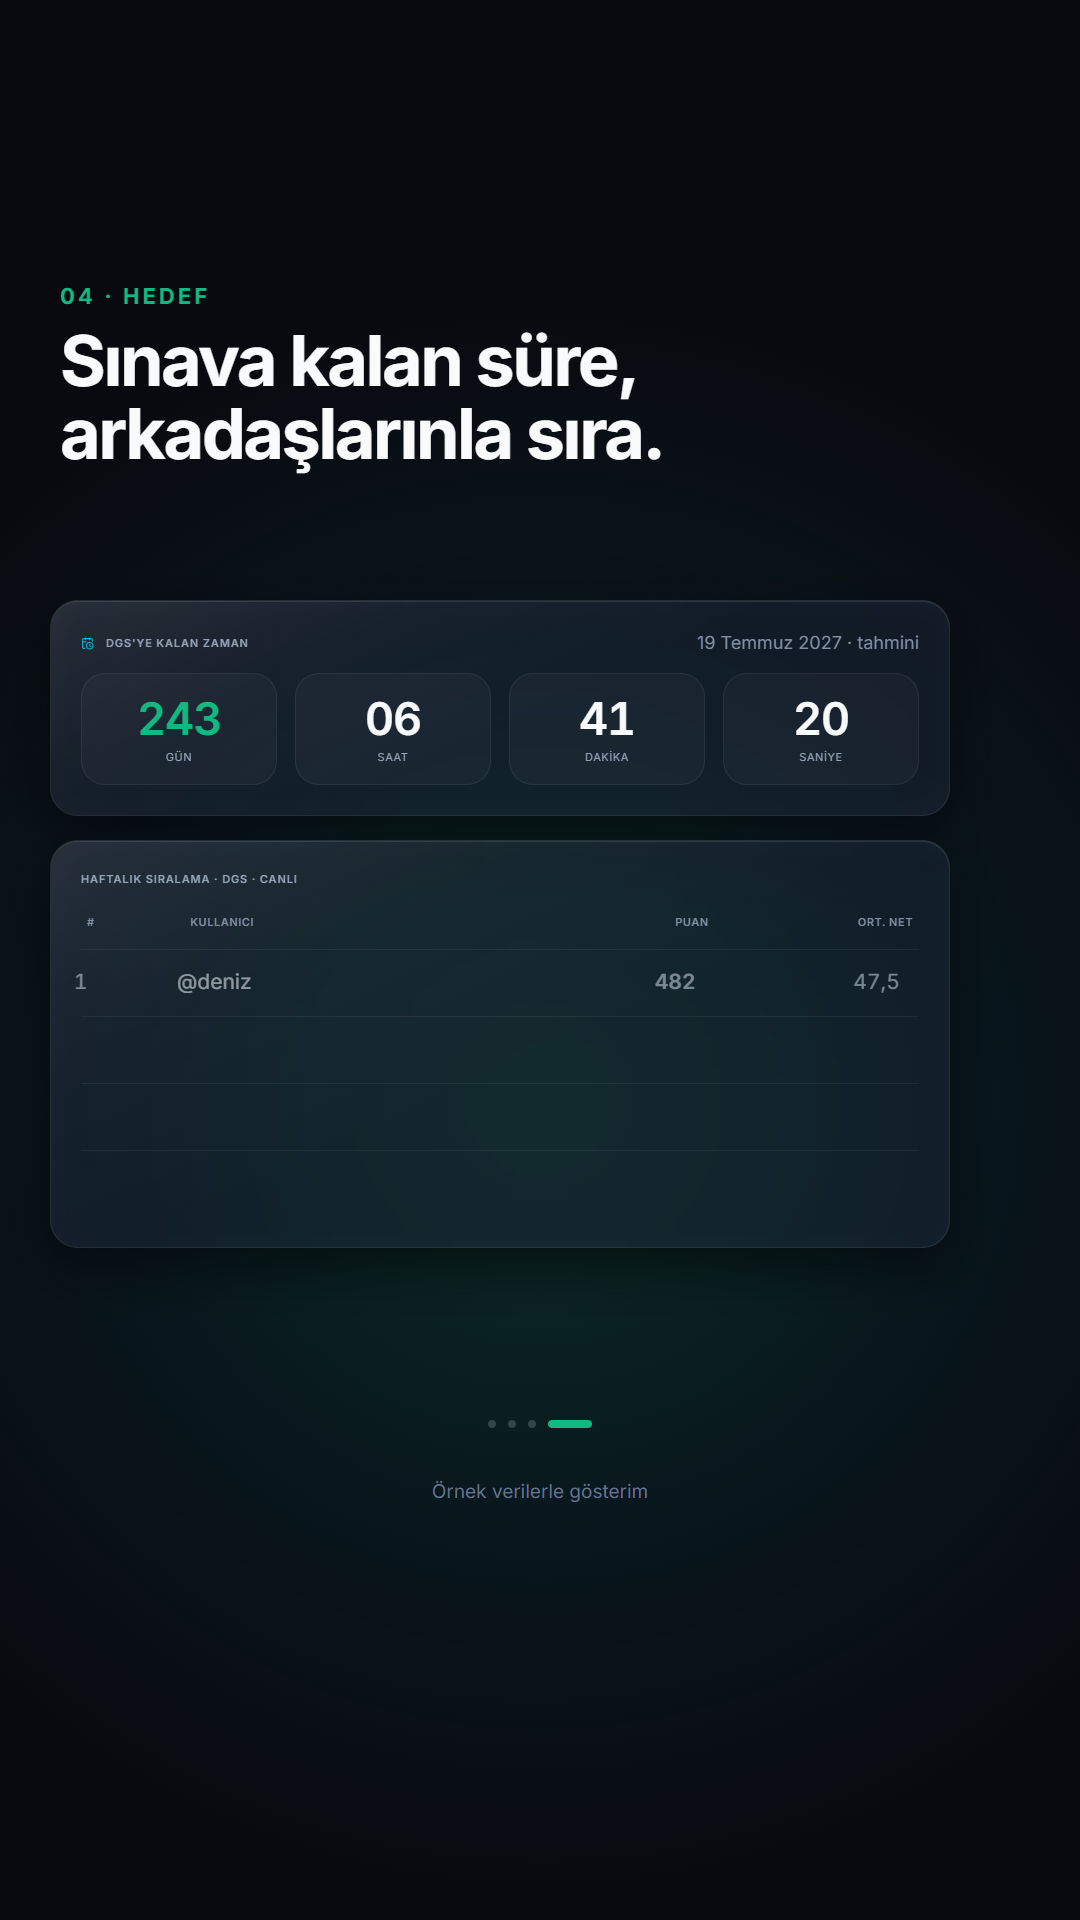 04 · HEDEF
Sınava kalan süre,
arkadaşlarınla sıra.
DGS'YE KALAN ZAMAN
19 Temmuz 2027 · tahmini
243
06
41
20
GÜN
SAAT
DAKİKA
SANİYE
HAFTALIK SIRALAMA · DGS · CANLI
# KULLANICI PUAN ORT. NET
1 @deniz 482 47,5
Örnek verilerle gösterim